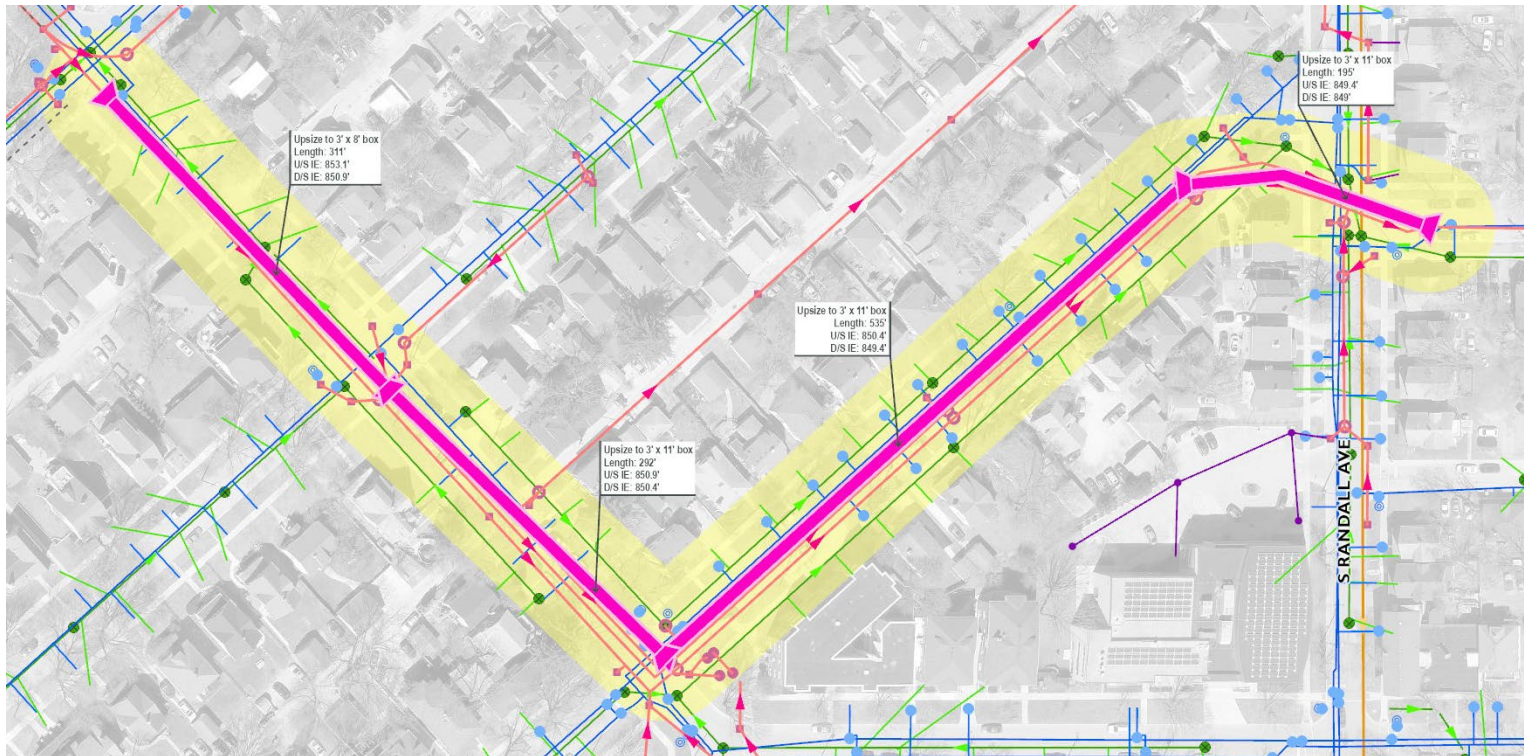 Upsize to 3' x 11' box
Length: 195'
U/S IE: 849.4'
D/S IE: 849'
Upsize to 3' x 8' box
Length: 311'
U/S IE: 853.1'
D/S IE: 850.9'
Upsize to 3' x 11' box
Length: 535'
U/S IE: 850.4'
D/S IE: 849.4'
Upsize to 3' x 11' box
Length: 292'
U/S IE: 850.9'
D/S IE: 850.4'
S RANDALL AVE